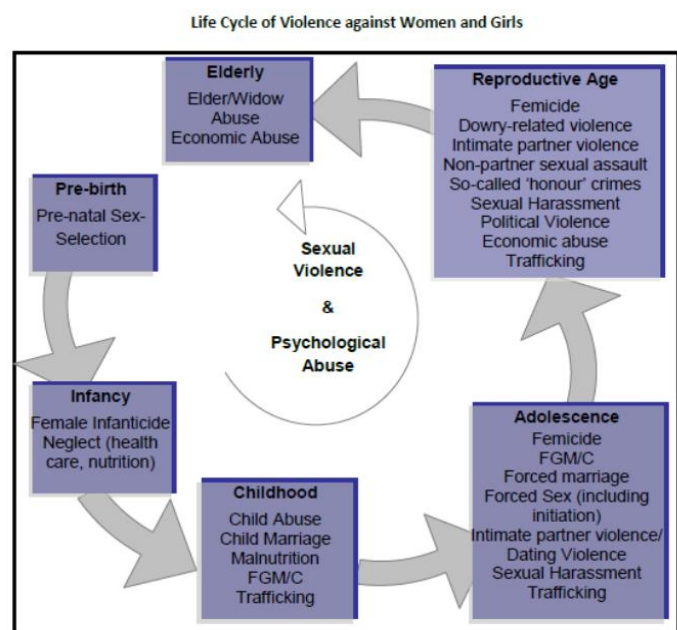 Life Cycle of Violence against Women and Girls
Elderly
Elder/Widow
Abuse
Economic Abuse
Reproductive Age
Femicide
Dowry-related violence
Intimate partner violence
Non-partner sexual assault
So-called ‘honour’ crimes
Sexual Harassment
Political Violence
Economic abuse
Trafficking
Pre-birth
Pre-natal Sex-
Selection
Sexual
Violence
&
Psychological
Abuse
Infancy
Female Infanticide
Neglect (health
care, nutrition)
Childhood
Child Abuse
Child Marriage
Malnutrition
FGM/C
Trafficking
Adolescence
Femicide
FGM/C
Forced marriage
Forced Sex (including
initiation)
Intimate partner violence/
Dating Violence
Sexual Harassment
Trafficking